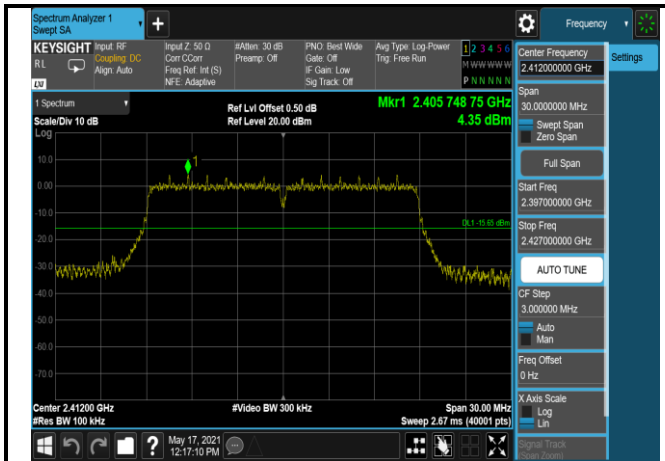 Spectrum Analyzer 1
Swept SA
Frequency
KEYSIGHT
RL
LXI
Input: RF
Coupling: DC
Align: Auto
Input Z: 50 Ω
Corr CCorr
Freq Ref: Int (S)
NFE: Adaptive
#Atten: 30 dB
Preamp: Off
PNO: Best Wide
Gate: Off
IF Gain: Low
Sig Track: Off
Avg Type: Log-Power
Trig: Free Run
1 2 3 4 5 6
M W W W W W
P N N N N N
1 Spectrum
Scale/Div 10 dB
Log
Ref Lvl Offset 0.50 dB
Ref Level 20.00 dBm
Mkr1 2.405 748 75 GHz
4.35 dBm
1
10.0
0.00
-10.0
-20.0
-30.0
-40.0
-50.0
-60.0
-70.0
DL1 -15.65 dBm
Center 2.41200 GHz
#Res BW 100 kHz
#Video BW 300 kHz
Span 30.00 MHz
Sweep 2.67 ms (40001 pts)
May 17, 2021
12:17:10 PM
?
Center Frequency
2.412000000 GHz
Settings
Span
30.0000000 MHz
Swept Span
Zero Span
Full Span
Start Freq
2.397000000 GHz
Stop Freq
2.427000000 GHz
AUTO TUNE
CF Step
3.000000 MHz
Auto
Man
Freq Offset
0 Hz
X Axis Scale
Log
Lin
Signal Track
(Span Zoom)